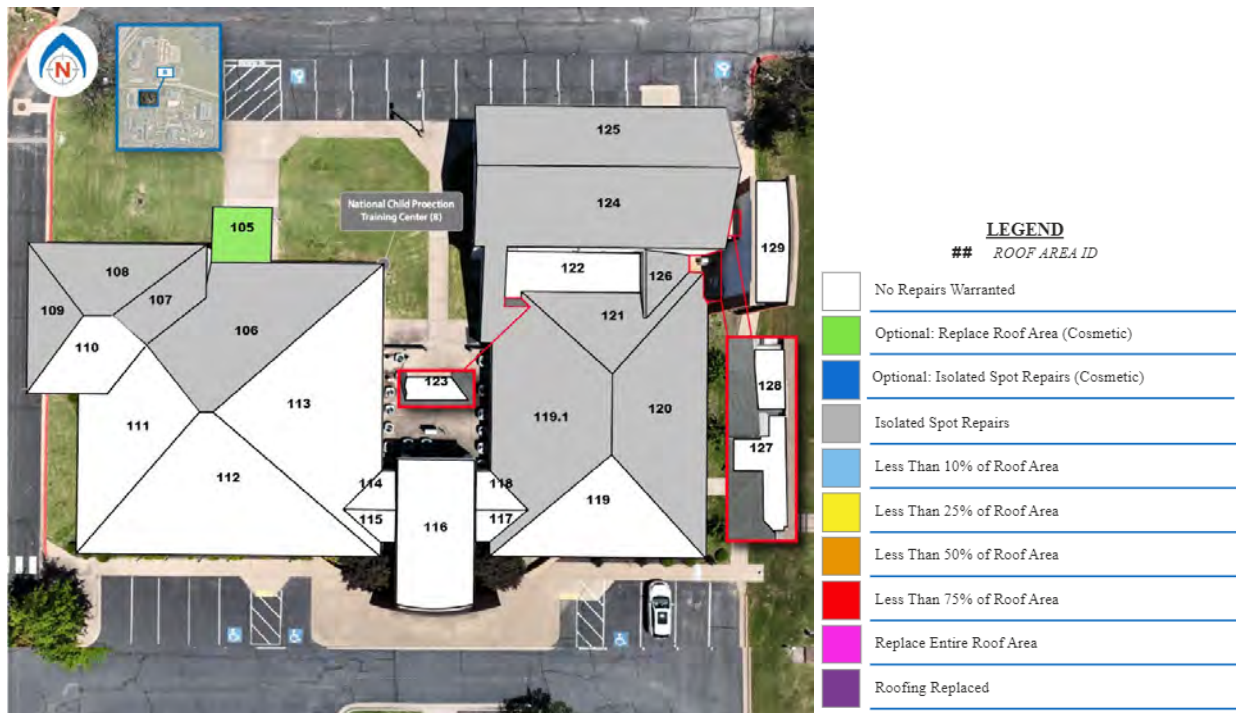 N
8
125
124
National Child Proection
Training Center (8)
105
129
122
126
108
107
109
106
121
110
123
128
113
119.1
120
111
127
112
114
118
115
117
116
119
LEGEND
## ROOF AREA ID
No Repairs Warranted
Optional: Replace Roof Area (Cosmetic)
Optional: Isolated Spot Repairs (Cosmetic)
Isolated Spot Repairs
Less Than 10% of Roof Area
Less Than 25% of Roof Area
Less Than 50% of Roof Area
Less Than 75% of Roof Area
Replace Entire Roof Area
Roofing Replaced